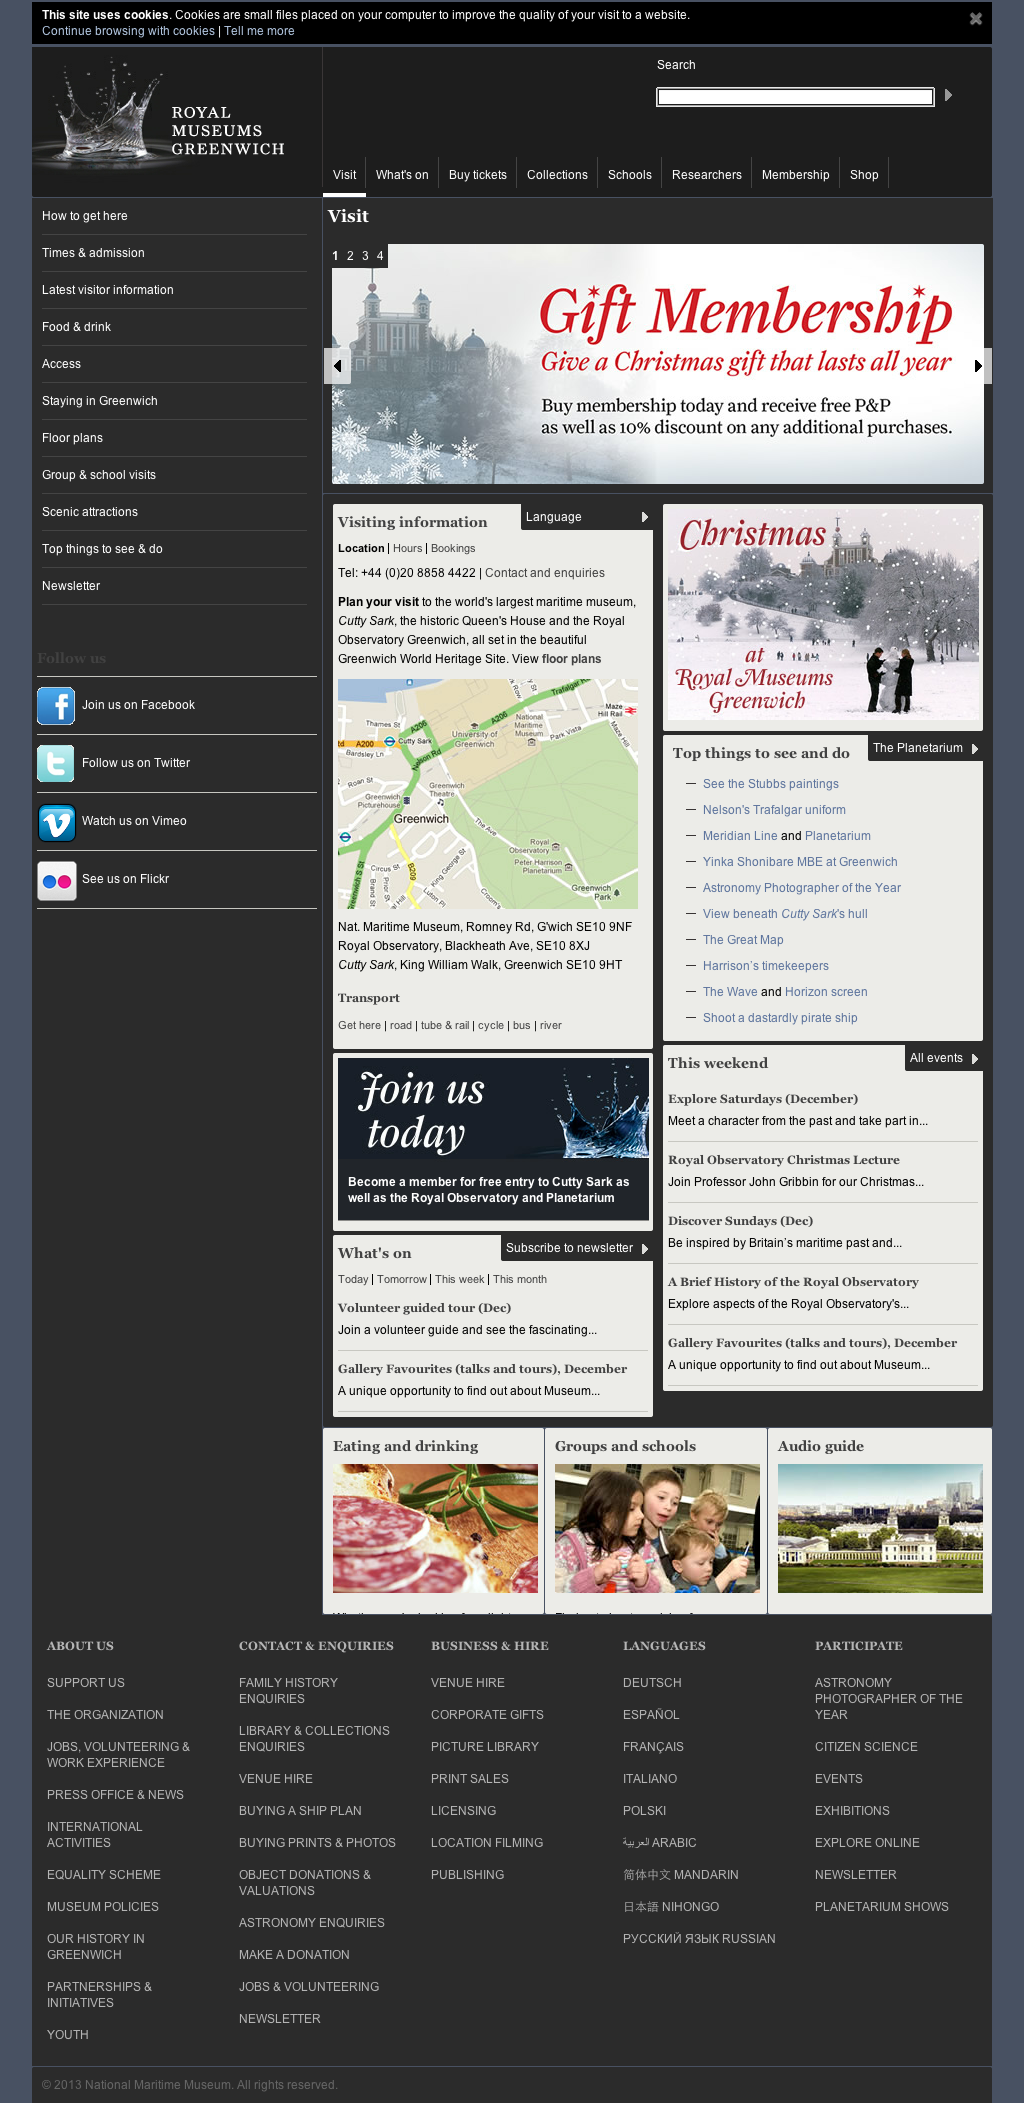 This site uses cookies. Cookies are small files placed on your computer to improve the quality of your visit to a website.
Continue browsing with cookies | Tell me more
ROYAL
MUSEUMS
GREENWICH
Search
Visit
What's on
Buy tickets
Collections
Schools
Researchers
Membership
Shop
How to get here
Times & admission
Latest visitor information
Food & drink
Access
Staying in Greenwich
Floor plans
Group & school visits
Scenic attractions
Top things to see & do
Newsletter
Follow us
Join us on Facebook
Follow us on Twitter
Watch us on Vimeo
See us on Flickr
Visit
1 2 3 4
Gift Membership
Give a Christmas gift that lasts all year
Buy membership today and receive free P&P
as well as 10% discount on any additional purchases.
Visiting information
Language
Location | Hours | Bookings
Tel: +44 (0)20 8858 4422 | Contact and enquiries
Plan your visit to the world's largest maritime museum,
Cutty Sark, the historic Queen's House and the Royal
Observatory Greenwich, all set in the beautiful
Greenwich World Heritage Site. View floor plans
Trafalgar Rd
Maze
Hill Rail
Thames St
A206
National
Maritime
Museum
Park Vista
Maze Hill
A200
Cutty Sark
University of
Greenwich
Bardsley Ln
Nelson Rd
Roan St
Greenwich
Theatre
Greenwich
Picturehouse
Greenwich
The Ave
Royal
Observatory
Peter Harrison
Planetarium
Circus St
King George St
Royal Hill
B209
Brand St
Luton Pl
Greenwich
Park
Greenwich S St
Nat. Maritime Museum, Romney Rd, G'wich SE10 9NF
Royal Observatory, Blackheath Ave, SE10 8XJ
Cutty Sark, King William Walk, Greenwich SE10 9HT
Transport
Get here | road | tube & rail | cycle | bus | river
Join us
today
Become a member for free entry to Cutty Sark as
well as the Royal Observatory and Planetarium
What's on
Subscribe to newsletter
Today | Tomorrow | This week | This month
Volunteer guided tour (Dec)
Join a volunteer guide and see the fascinating...
Gallery Favourites (talks and tours), December
A unique opportunity to find out about Museum...
Christmas
at
Royal Museums
Greenwich
Top things to see and do
The Planetarium
— See the Stubbs paintings
— Nelson's Trafalgar uniform
— Meridian Line and Planetarium
— Yinka Shonibare MBE at Greenwich
— Astronomy Photographer of the Year
— View beneath Cutty Sark's hull
— The Great Map
— Harrison's timekeepers
— The Wave and Horizon screen
— Shoot a dastardly pirate ship
This weekend
All events
Explore Saturdays (December)
Meet a character from the past and take part in...
Royal Observatory Christmas Lecture
Join Professor John Gribbin for our Christmas...
Discover Sundays (Dec)
Be inspired by Britain's maritime past and...
A Brief History of the Royal Observatory
Explore aspects of the Royal Observatory's...
Gallery Favourites (talks and tours), December
A unique opportunity to find out about Museum...
Eating and drinking
Groups and schools
Audio guide
ABOUT US
SUPPORT US
THE ORGANIZATION
JOBS, VOLUNTEERING &
WORK EXPERIENCE
PRESS OFFICE & NEWS
INTERNATIONAL
ACTIVITIES
EQUALITY SCHEME
MUSEUM POLICIES
OUR HISTORY IN
GREENWICH
PARTNERSHIPS &
INITIATIVES
YOUTH
CONTACT & ENQUIRIES
FAMILY HISTORY
ENQUIRIES
LIBRARY & COLLECTIONS
ENQUIRIES
VENUE HIRE
BUYING A SHIP PLAN
BUYING PRINTS & PHOTOS
OBJECT DONATIONS &
VALUATIONS
ASTRONOMY ENQUIRIES
MAKE A DONATION
JOBS & VOLUNTEERING
NEWSLETTER
BUSINESS & HIRE
VENUE HIRE
CORPORATE GIFTS
PICTURE LIBRARY
PRINT SALES
LICENSING
LOCATION FILMING
PUBLISHING
LANGUAGES
DEUTSCH
ESPAÑOL
FRANÇAIS
ITALIANO
POLSKI
العربية ARABIC
简体中文 MANDARIN
日本語 NIHONGO
РУССКИЙ ЯЗЫК RUSSIAN
PARTICIPATE
ASTRONOMY
PHOTOGRAPHER OF THE
YEAR
CITIZEN SCIENCE
EVENTS
EXHIBITIONS
EXPLORE ONLINE
NEWSLETTER
PLANETARIUM SHOWS
© 2013 National Maritime Museum. All rights reserved.